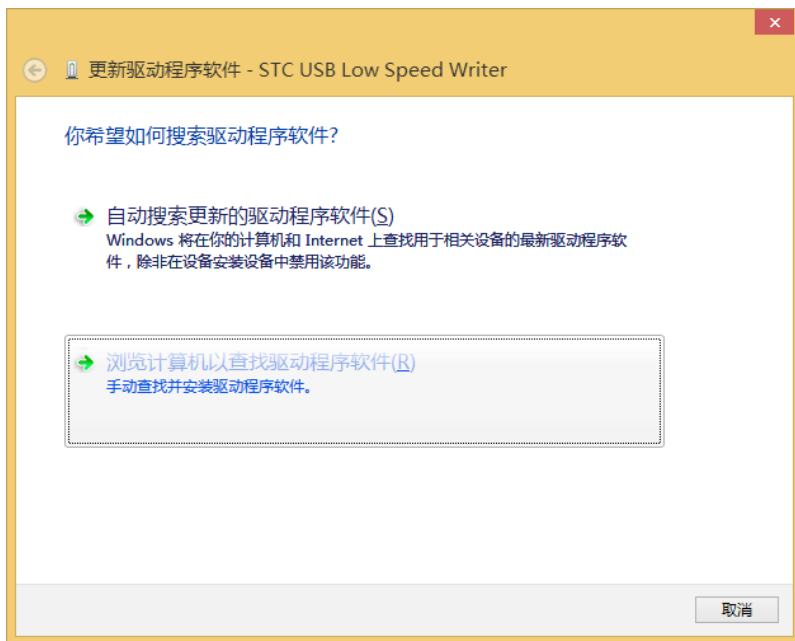 更新驱动程序软件 - STC USB Low Speed Writer
你希望如何搜索驱动程序软件?
自动搜索更新的驱动程序软件(S)
Windows 将在你的计算机和 Internet 上查找用于相关设备的最新驱动程序软
件，除非在设备安装设备中禁用该功能。
浏览计算机以查找驱动程序软件(R)
手动查找并安装驱动程序软件。
取消